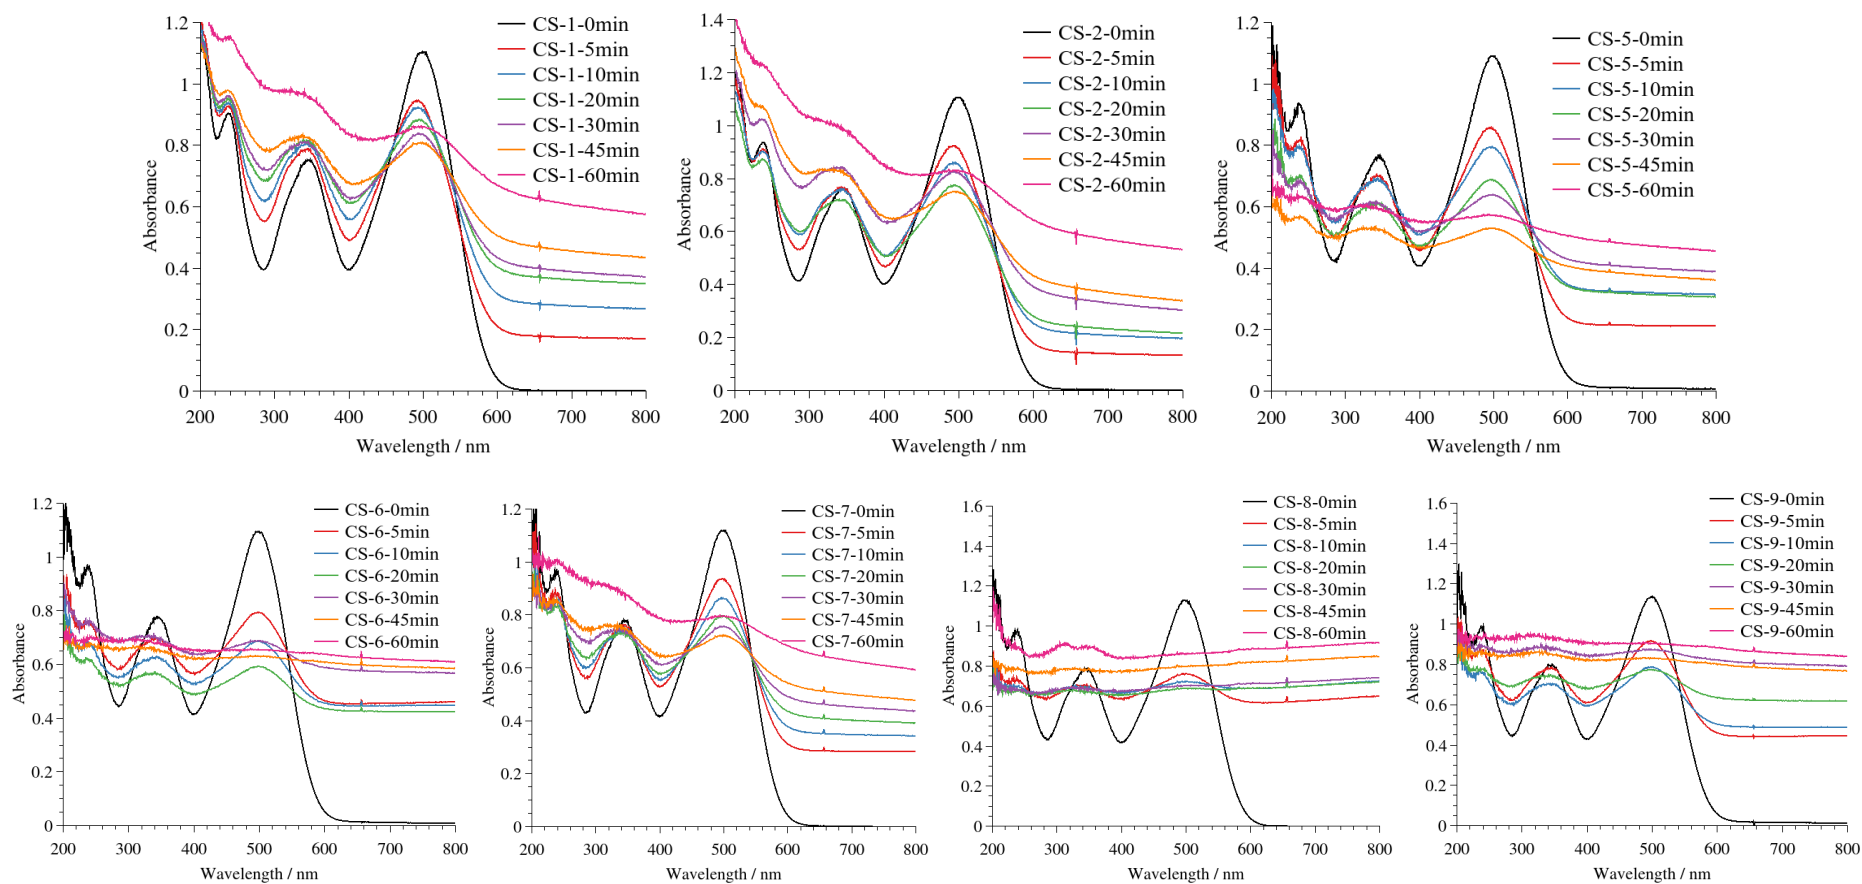 1.2
1
0.8
0.6
0.4
0.2
0
Absorbance
200 300 400 500 600 700 800
Wavelength / nm
CS-1-0min
CS-1-5min
CS-1-10min
CS-1-20min
CS-1-30min
CS-1-45min
CS-1-60min
1.4
1.2
1
0.8
0.6
0.4
0.2
0
Absorbance
200 300 400 500 600 700 800
Wavelength / nm
CS-2-0min
CS-2-5min
CS-2-10min
CS-2-20min
CS-2-30min
CS-2-45min
CS-2-60min
1.2
1
0.8
0.6
0.4
0.2
0
Absorbance
200 300 400 500 600 700 800
Wavelength / nm
CS-5-0min
CS-5-5min
CS-5-10min
CS-5-20min
CS-5-30min
CS-5-45min
CS-5-60min
1.2
1
0.8
0.6
0.4
0.2
0
Absorbance
200 300 400 500 600 700 800
Wavelength / nm
CS-6-0min
CS-6-5min
CS-6-10min
CS-6-20min
CS-6-30min
CS-6-45min
CS-6-60min
1.2
1
0.8
0.6
0.4
0.2
0
Absorbance
200 300 400 500 600 700 800
Wavelength / nm
CS-7-0min
CS-7-5min
CS-7-10min
CS-7-20min
CS-7-30min
CS-7-45min
CS-7-60min
1.6
1.4
1.2
1
0.8
0.6
0.4
0.2
0
Absorbance
200 300 400 500 600 700 800
Wavelength / nm
CS-8-0min
CS-8-5min
CS-8-10min
CS-8-20min
CS-8-30min
CS-8-45min
CS-8-60min
1.6
1.4
1.2
1
0.8
0.6
0.4
0.2
0
Absorbance
200 300 400 500 600 700 800
Wavelength / nm
CS-9-0min
CS-9-5min
CS-9-10min
CS-9-20min
CS-9-30min
CS-9-45min
CS-9-60min